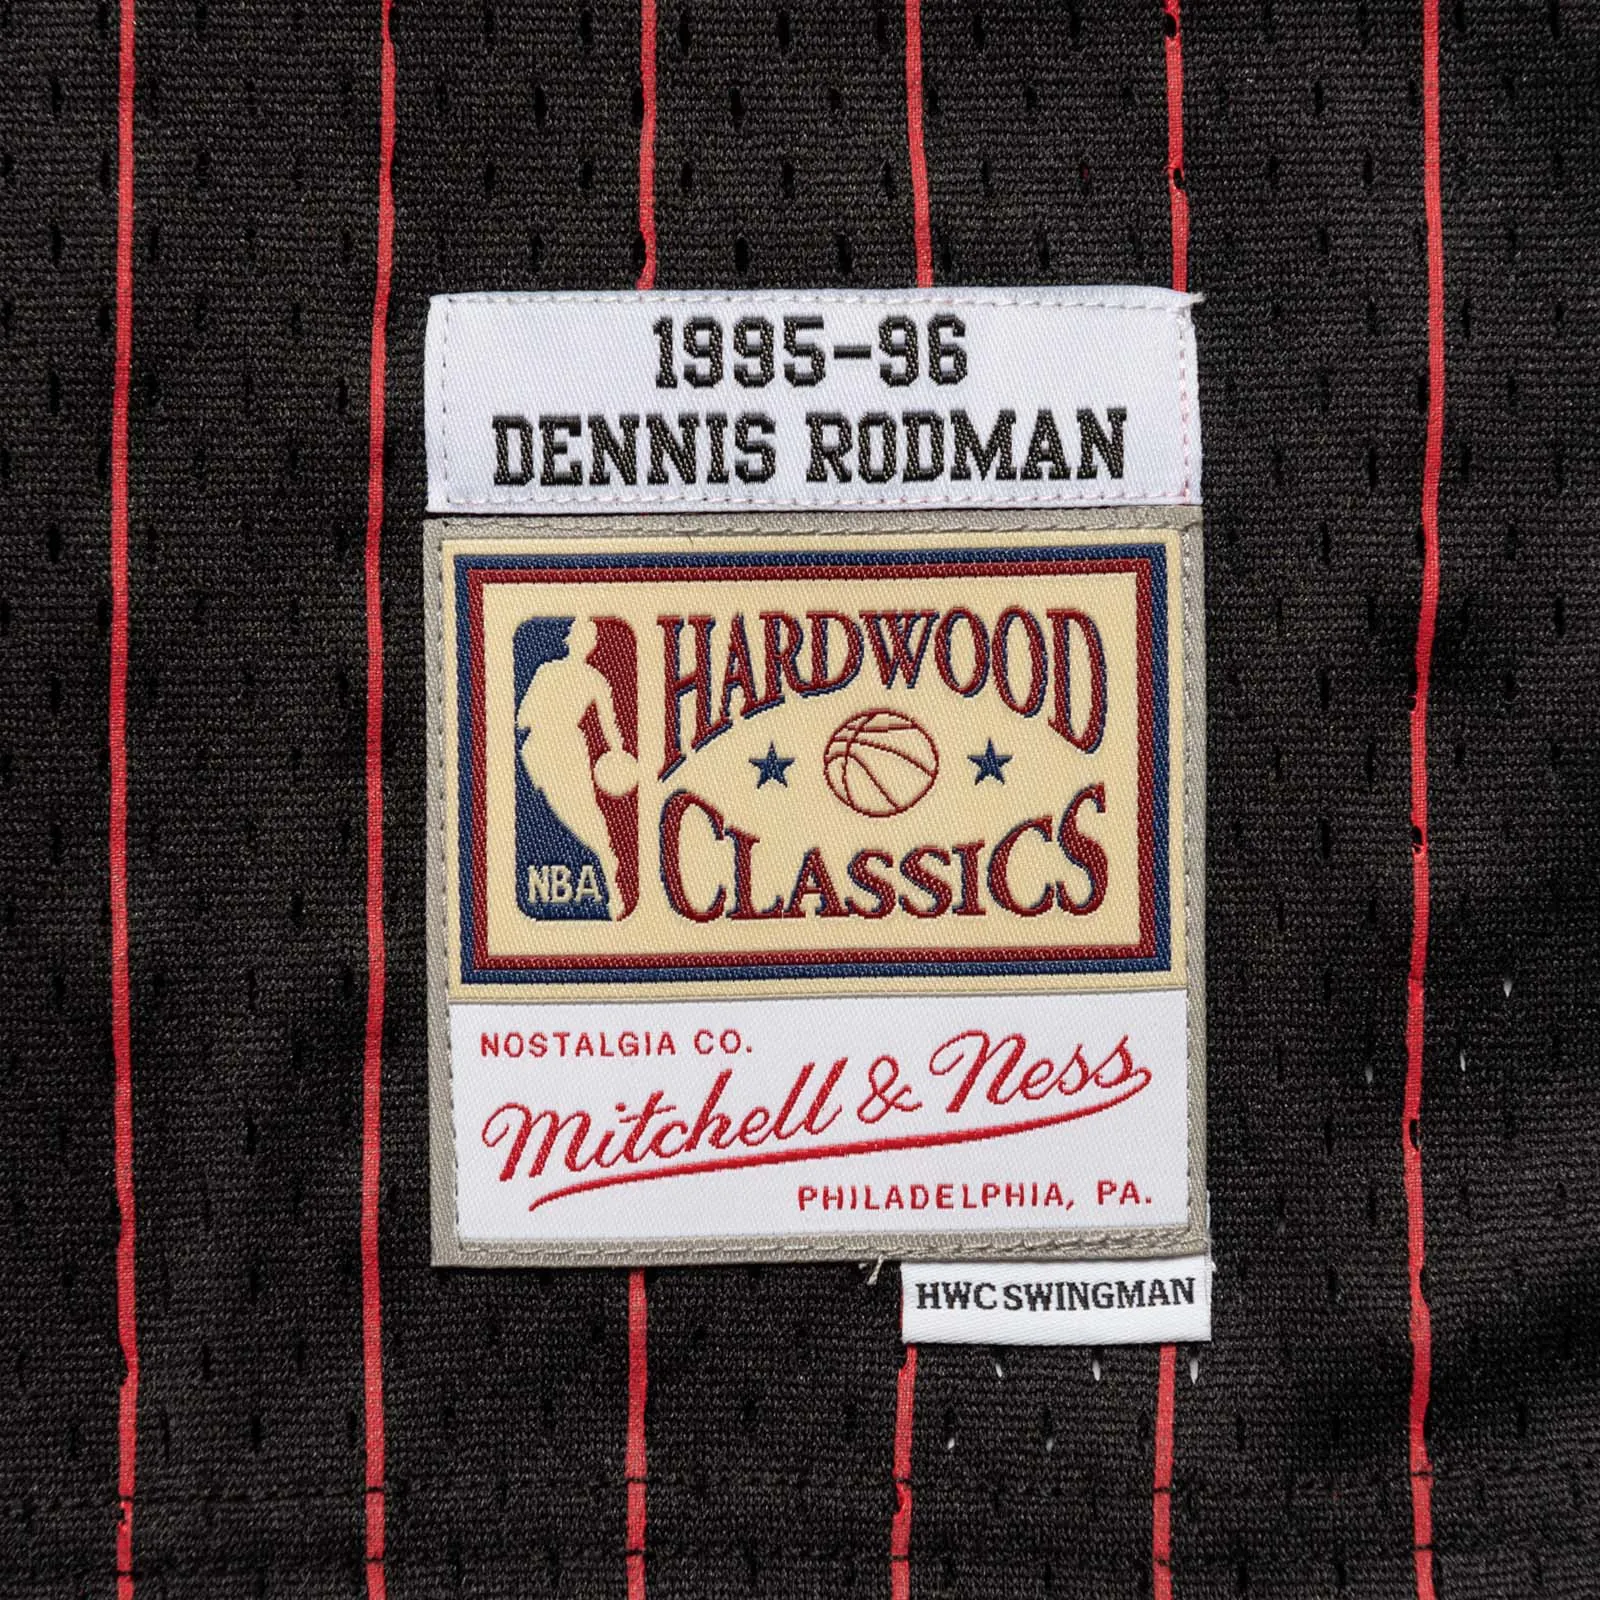 1995-96
DENNIS RODMAN
HARDWOOD
CLASSICS
NBA
NOSTALGIA CO.
Mitchell & Ness
PHILADELPHIA, PA.
HWC SWINGMAN